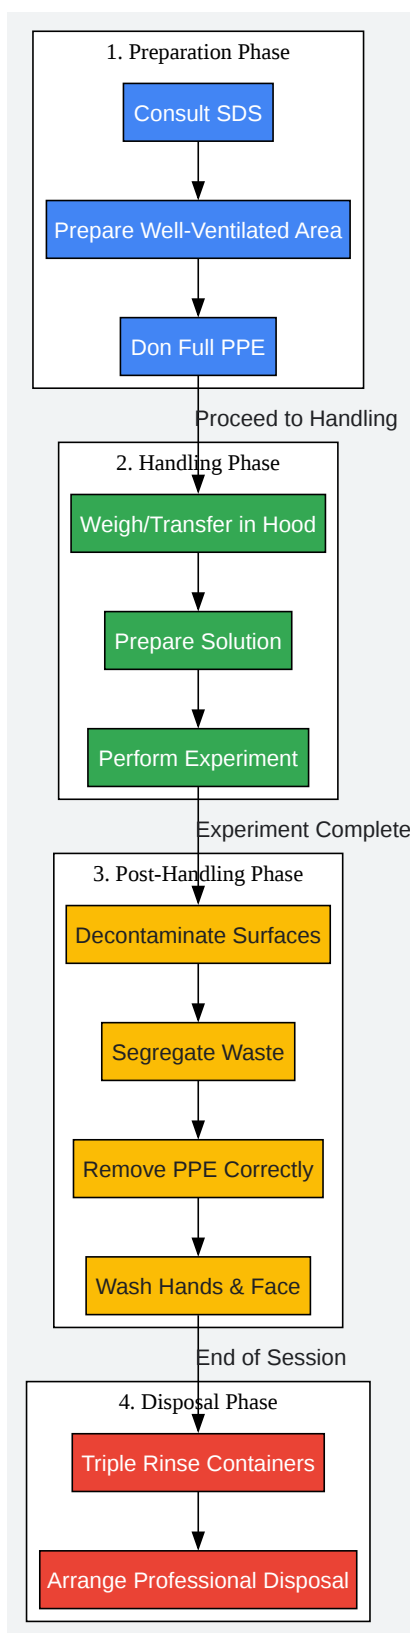 1. Preparation Phase
Consult SDS
Prepare Well-Ventilated Area
Don Full PPE
Proceed to Handling
2. Handling Phase
Weigh/Transfer in Hood
Prepare Solution
Perform Experiment
Experiment Complete
3. Post-Handling Phase
Decontaminate Surfaces
Segregate Waste
Remove PPE Correctly
Wash Hands & Face
End of Session
4. Disposal Phase
Triple Rinse Containers
Arrange Professional Disposal